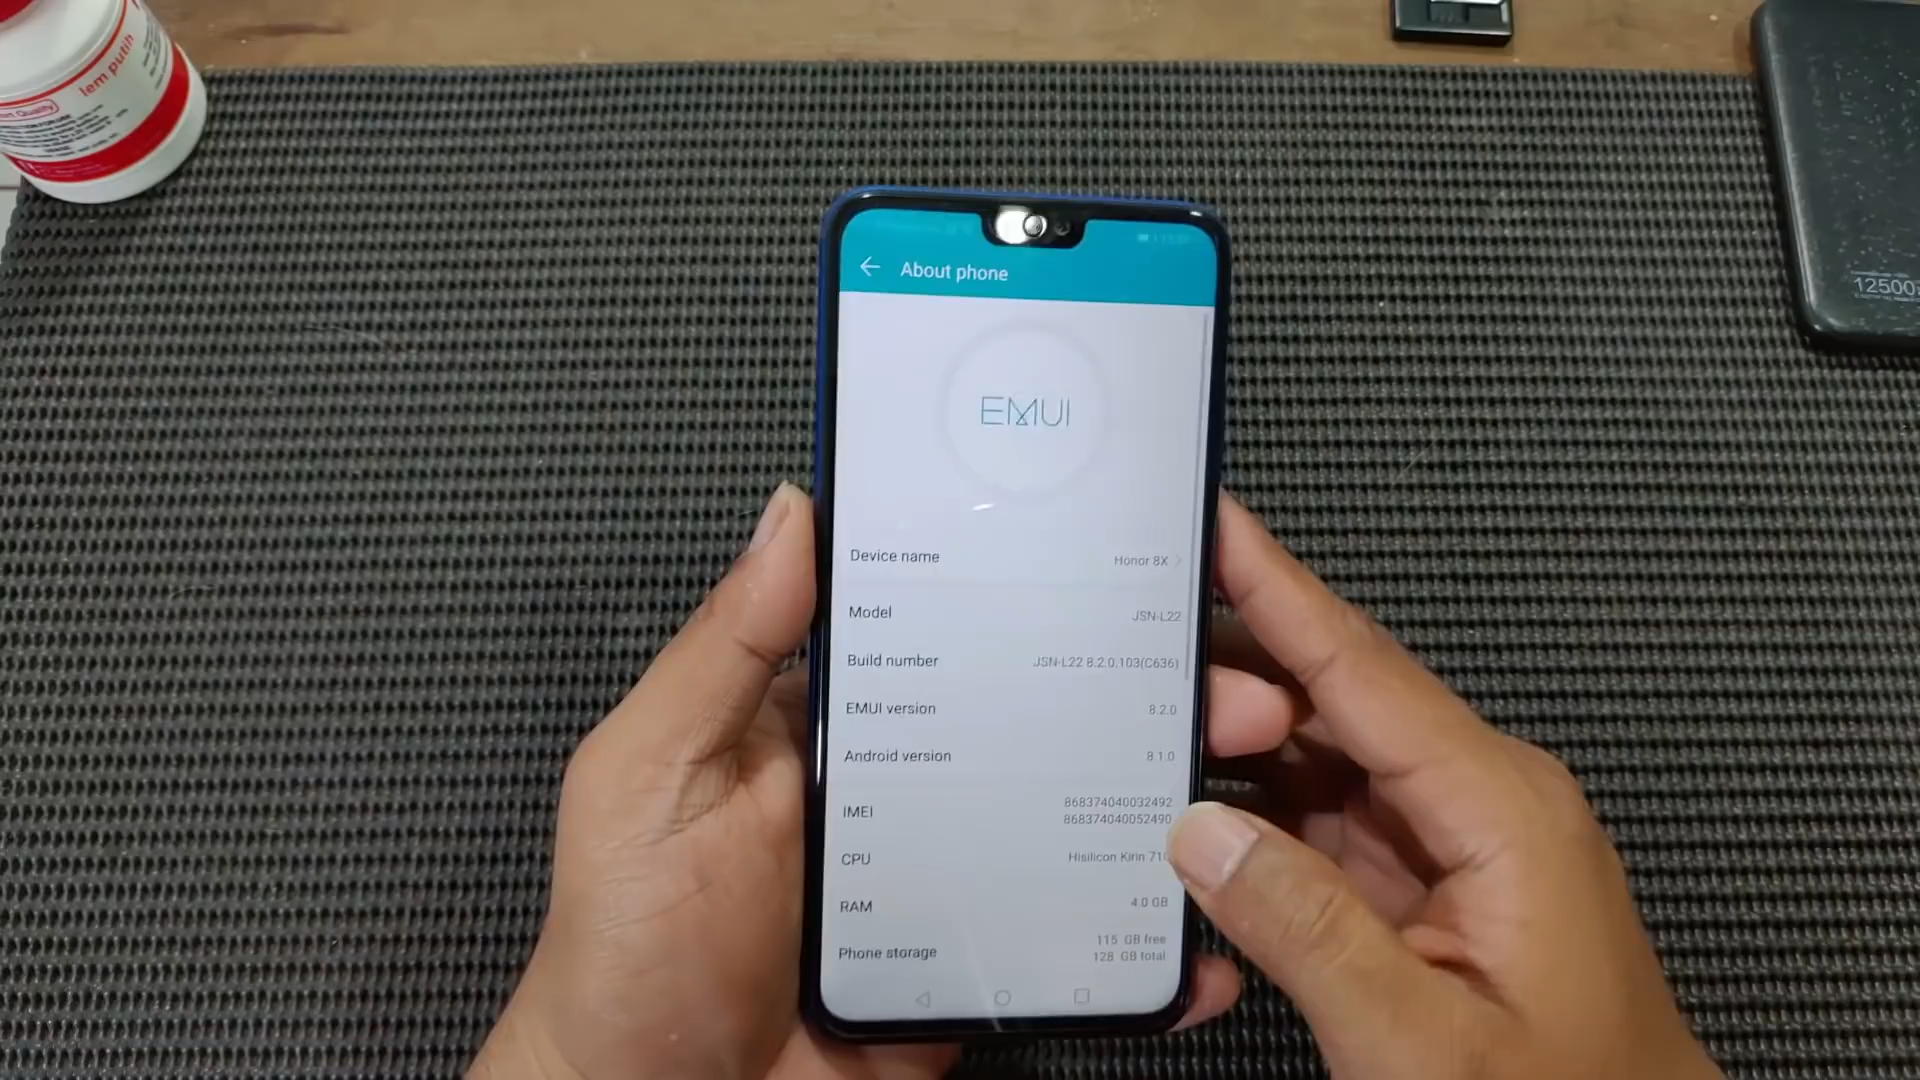 lem putih
Quality
12500
About phone
EMUI
Device name
Honor 8X
Model
JSN-L22
Build number
JSN-L22 8.2.0.103(C636)
EMUI version
8.2.0
Android version
8.1.0
IMEI
868374040032492
868374040052490
CPU
Hisilicon Kirin 710
RAM
4.0 GB
Phone storage
115 GB free
128 GB total